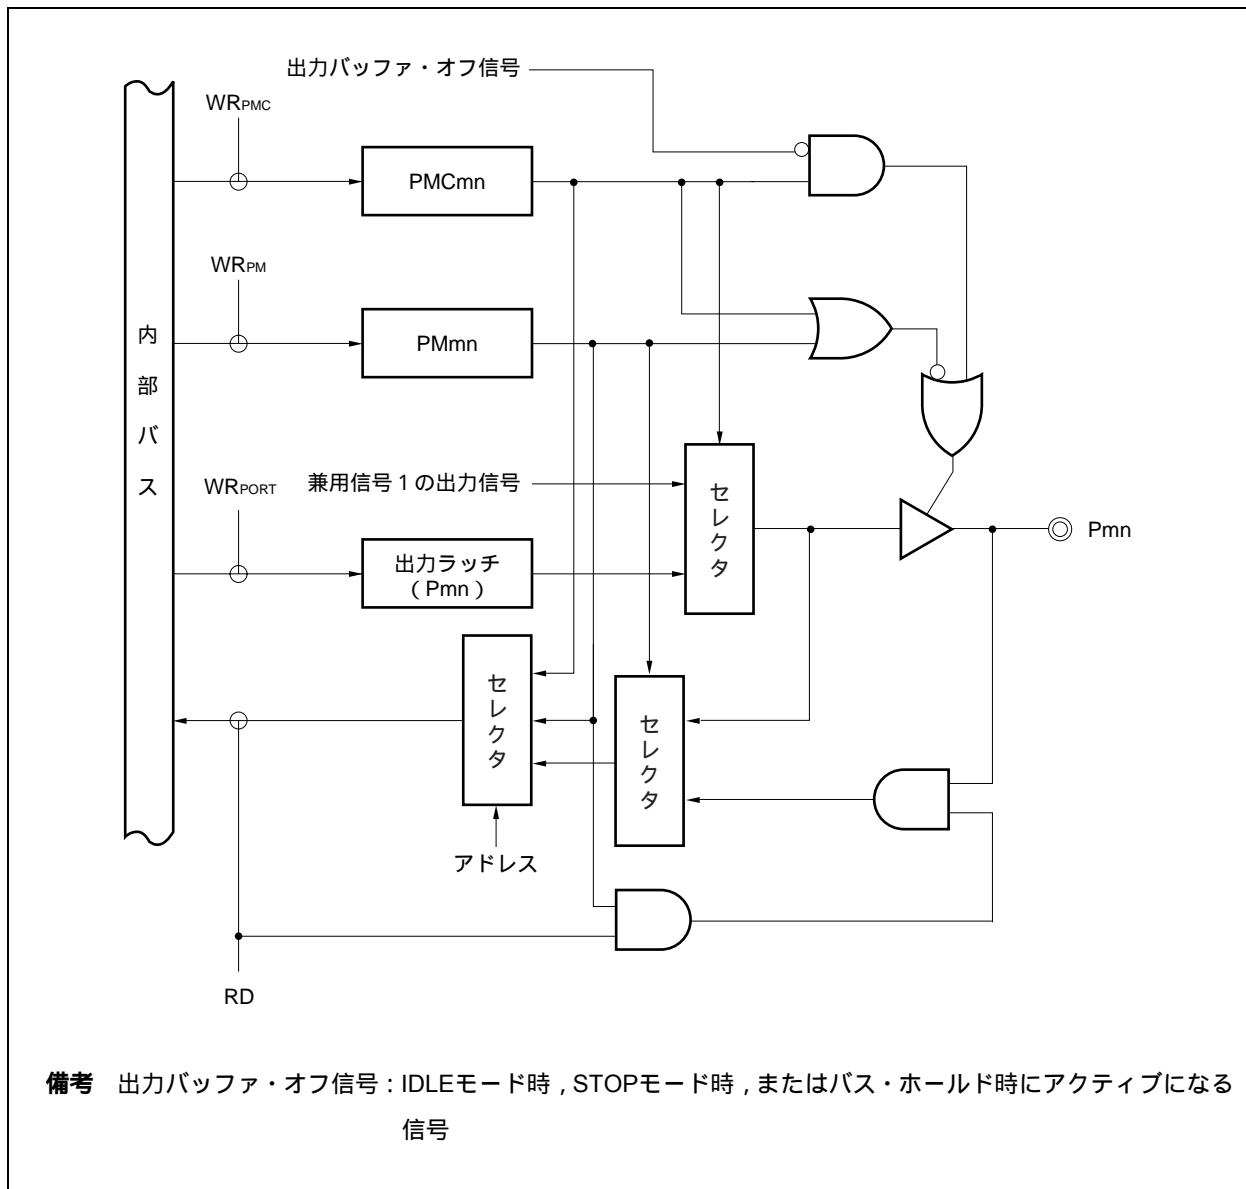 出力バッファ・オフ信号
WRPMC
PMCmn
WRPM
PMmn
内部バス
兼用信号1の出力信号
セレクタ
WRPORT
出力ラッチ
(Pmn)
Pmn
セレクタ
セレクタ
アドレス
RD
備考 出力バッファ・オフ信号:IDLEモード時,STOPモード時,またはバス・ホールド時にアクティブになる
信号